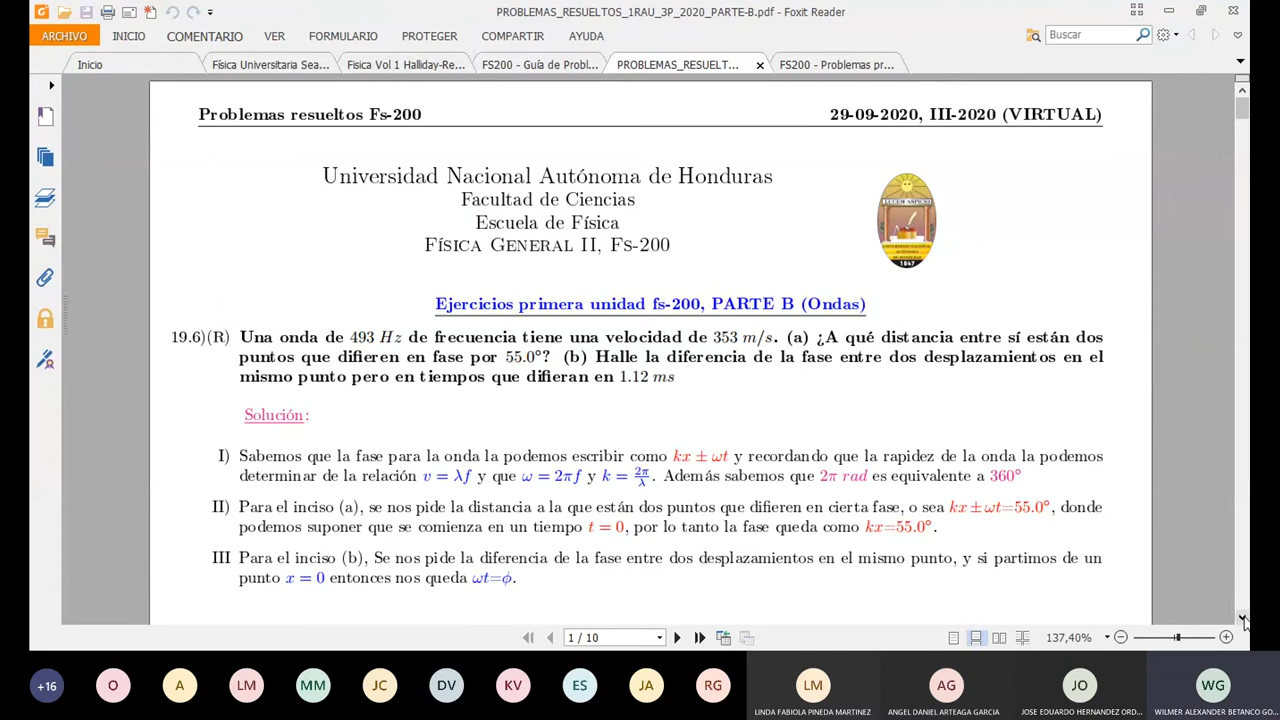 PROBLEMAS_RESUELTOS_1RAU_3P_2020_PARTE-B.pdf - Foxit Reader
ARCHIVO INICIO COMENTARIO VER FORMULARIO PROTEGER COMPARTIR AYUDA Buscar
Inicio Física Universitaria Sea... Fisica Vol 1 Halliday-Re... FS200 - Guía de Probl... PROBLEMAS_RESUELT... FS200 - Problemas pr...
Problemas resueltos Fs-200 29-09-2020, III-2020 (VIRTUAL)
Universidad Nacional Autónoma de Honduras
Facultad de Ciencias
Escuela de Física
Física General II, Fs-200
LUCEM ASPICIO
1847
Ejercicios primera unidad fs-200, PARTE B (Ondas)
19.6)(R) Una onda de 493 Hz de frecuencia tiene una velocidad de 353 m/s. (a) ¿A qué distancia entre sí están dos
puntos que difieren en fase por 55.0°? (b) Halle la diferencia de la fase entre dos desplazamientos en el
mismo punto pero en tiempos que difieran en 1.12 ms
Solución:
I) Sabemos que la fase para la onda la podemos escribir como kx ± ωt y recordando que la rapidez de la onda la podemos
determinar de la relación v = λf y que ω = 2πf y k = 2π/λ. Además sabemos que 2π rad es equivalente a 360°
II) Para el inciso (a), se nos pide la distancia a la que están dos puntos que difieren en cierta fase, o sea kx ± ωt=55.0°, donde
podemos suponer que se comienza en un tiempo t = 0, por lo tanto la fase queda como kx=55.0°.
III Para el inciso (b), Se nos pide la diferencia de la fase entre dos desplazamientos en el mismo punto, y si partimos de un
punto x = 0 entonces nos queda ωt=ϕ.
1 / 10 137,40%
+16 O A LM MM JC DV KV ES JA RG LM AG JO WG
LINDA FABIOLA PINEDA MARTINEZ ANGEL DANIEL ARTEAGA GARCIA JOSE EDUARDO HERNANDEZ ORD... WILMER ALEXANDER BETANCO GO...